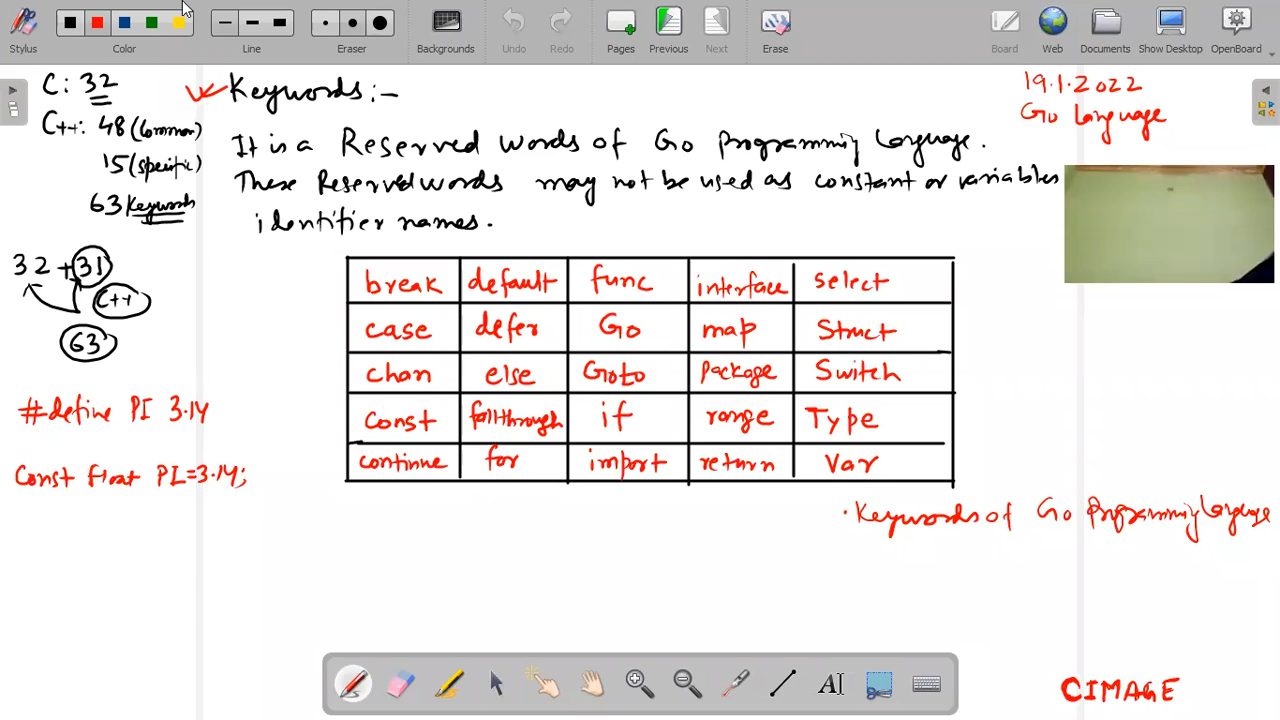 Stylus
Color
Line
Eraser
Backgrounds
Undo
Redo
Pages
Previous
Next
Erase
Board
Web
Documents
Show Desktop
OpenBoard
C: 32
C++: 48 (Common)
15 (specific)
63 Keywords
32 + 31
C++
63
#define PI 3.14
Const float PI=3.14;
Keywords:-
It is a Reserved words of Go Programming Language.
These Reserved words may not be used as constant or variables
identifier names.
19.1.2022
Go Language
break default func interface select
case defer Go map Struct
chan else Goto Package Switch
Const fallthrough if range Type
continue for import return Var
. Keywords of Go Programming Language
AI
CIMAGE